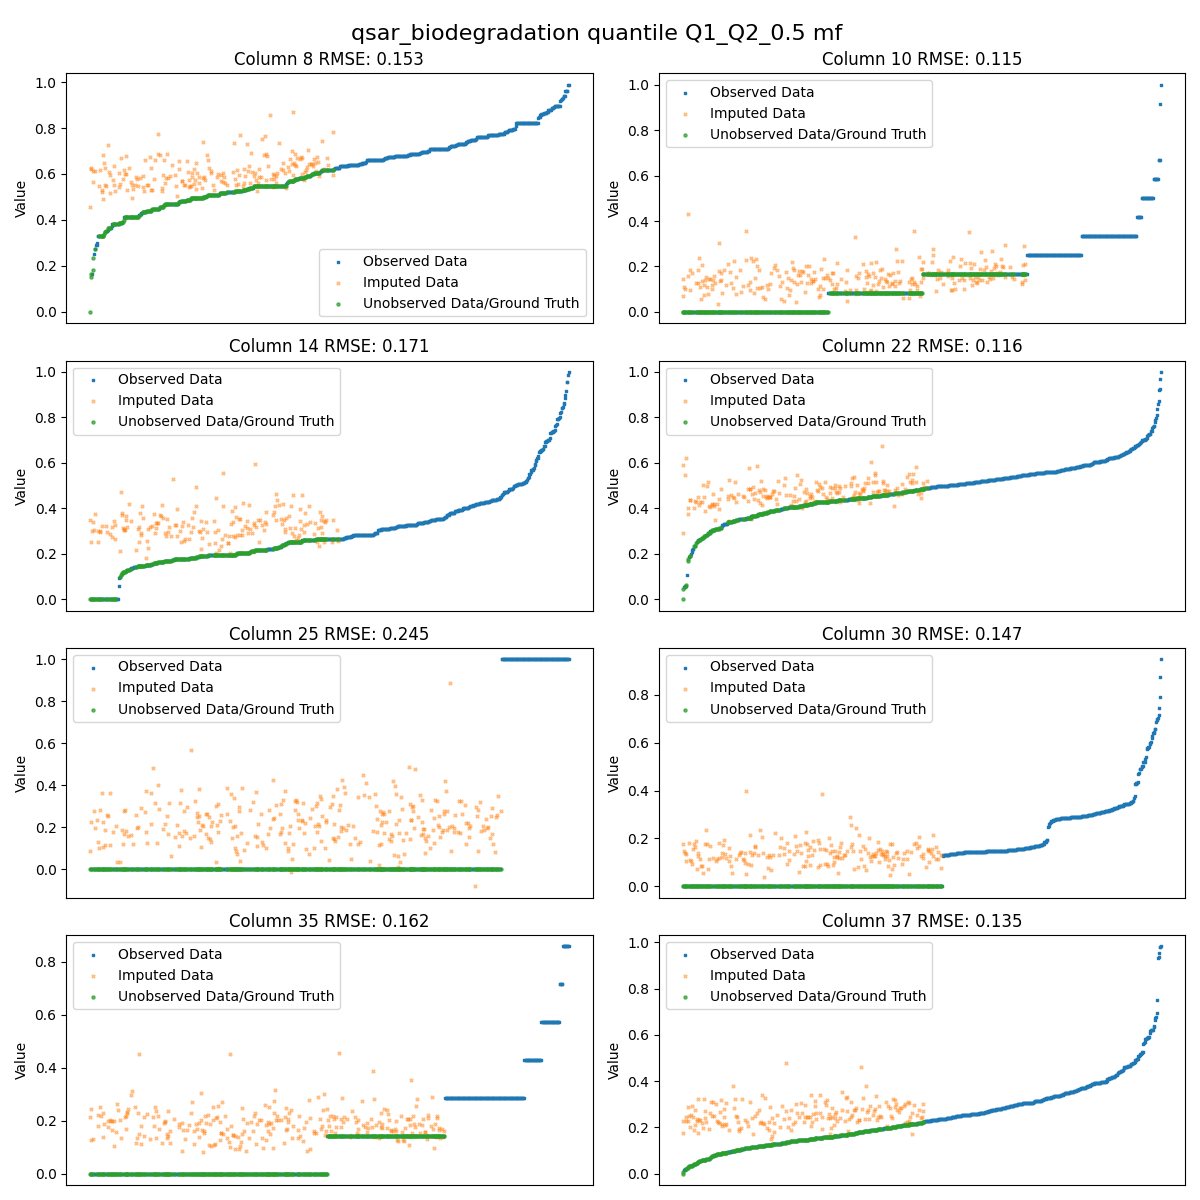 qsar_biodegradation quantile Q1_Q2_0.5 mf
Column 8 RMSE: 0.153
1.0
0.8
0.6
0.4
0.2
0.0
Value
Observed Data
Imputed Data
Unobserved Data/Ground Truth
Column 10 RMSE: 0.115
1.0
0.8
0.6
0.4
0.2
0.0
Value
Observed Data
Imputed Data
Unobserved Data/Ground Truth
Column 14 RMSE: 0.171
1.0
0.8
0.6
0.4
0.2
0.0
Value
Observed Data
Imputed Data
Unobserved Data/Ground Truth
Column 22 RMSE: 0.116
1.0
0.8
0.6
0.4
0.2
0.0
Value
Observed Data
Imputed Data
Unobserved Data/Ground Truth
Column 25 RMSE: 0.245
1.0
0.8
0.6
0.4
0.2
0.0
Value
Observed Data
Imputed Data
Unobserved Data/Ground Truth
Column 30 RMSE: 0.147
0.8
0.6
0.4
0.2
0.0
Value
Observed Data
Imputed Data
Unobserved Data/Ground Truth
Column 35 RMSE: 0.162
0.8
0.6
0.4
0.2
0.0
Value
Observed Data
Imputed Data
Unobserved Data/Ground Truth
Column 37 RMSE: 0.135
1.0
0.8
0.6
0.4
0.2
0.0
Value
Observed Data
Imputed Data
Unobserved Data/Ground Truth